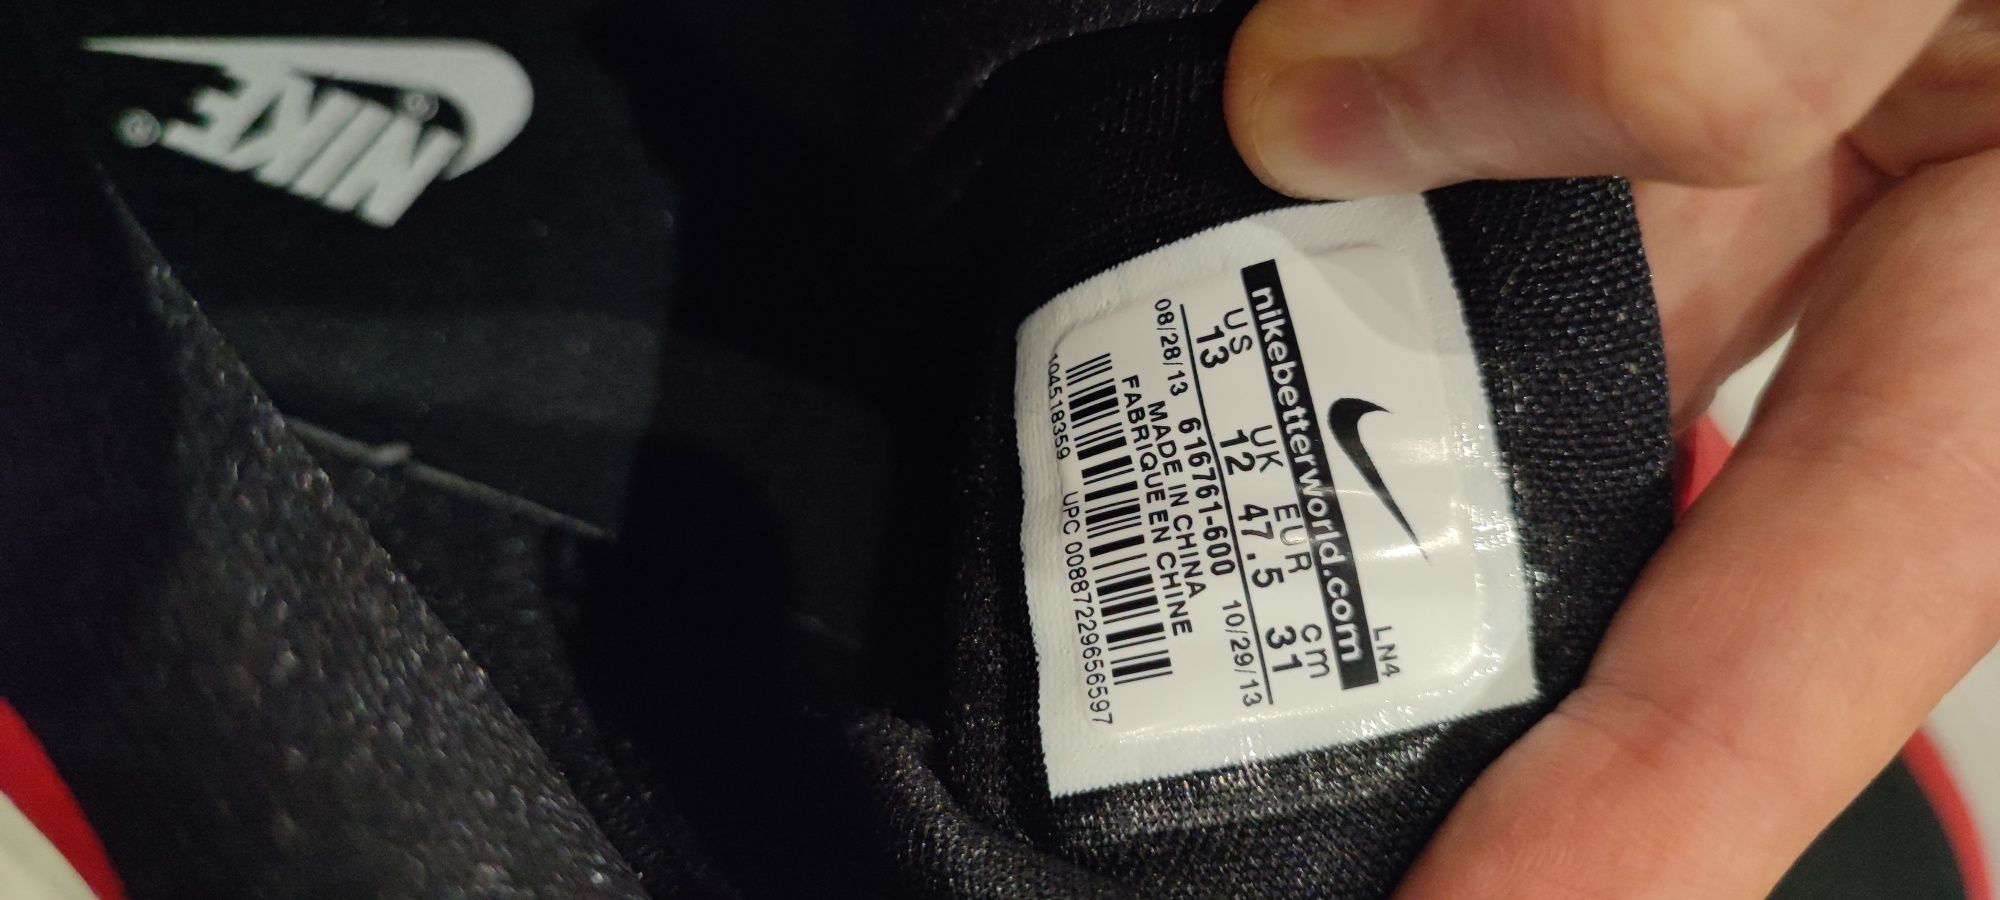 NIKE
LN4
nikebetterworld.com
US UK EUR cm
13 12 47.5 31
08/28/13 616761-600 10/29/13
MADE IN CHINA
FABRIQUE EN CHINE
104518359 UPC 00887229656597